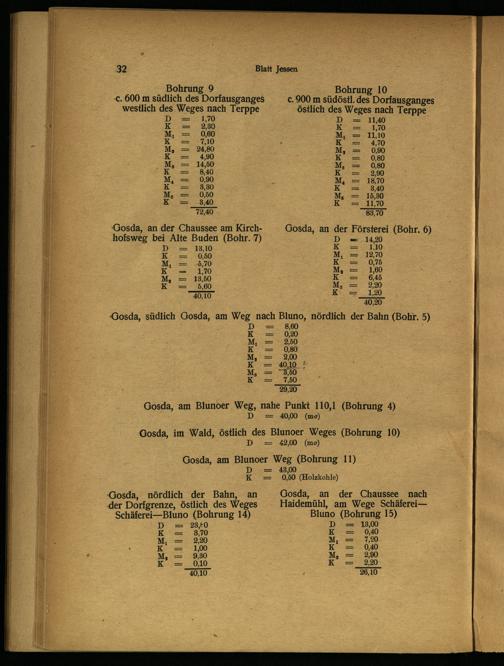 32
Blatt Jessen
Bohrung 9
c. 600 m südlich des Dorfausganges
westlich des Weges nach Terppe
D = 1,70
K = 2,30
M₁ = 0,60
K = 7,10
M₂ = 24,80
K = 4,90
M₃ = 14,50
K = 8,40
M₄ = 0,90
K = 3,30
M₅ = 0,50
K = 3,40
72,40
Bohrung 10
c. 900 m südöstl. des Dorfausganges
östlich des Weges nach Terppe
D = 11,40
K = 1,70
M₁ = 11,10
K = 4,70
M₂ = 0,90
K = 0,80
M₃ = 0,80
K = 2,90
M₄ = 18,70
K = 3,40
M₅ = 15,30
K = 11,70
83,70
Gosda, an der Chaussee am Kirch-
hofsweg bei Alte Buden (Bohr. 7)
D = 13,10
K = 0,50
M₁ = 5,70
K = 1,70
M₂ = 13,50
K = 5,60
40,10
Gosda, an der Försterei (Bohr. 6)
D = 14,20
K = 1,10
M₁ = 12,70
K = 0,75
M₂ = 1,60
K = 6,45
M₃ = 2,20
K = 1,20
40,20
Gosda, südlich Gosda, am Weg nach Bluno, nördlich der Bahn (Bohr. 5)
D = 8,60
K = 0,20
M₁ = 2,50
K = 0,80
M₂ = 2,00
K = 40,10
M₃ = 3,50
K = 7,50
29,20
Gosda, am Blunoer Weg, nahe Punkt 110,1 (Bohrung 4)
D = 40,00 (mo)
Gosda, im Wald, östlich des Blunoer Weges (Bohrung 10)
D = 42,00 (mo)
Gosda, am Blunoer Weg (Bohrung 11)
D = 43,00
K = 0,50 (Holzkohle)
Gosda, nördlich der Bahn, an
der Dorfgrenze, östlich des Weges
Schäferei—Bluno (Bohrung 14)
D = 23,80
K = 3,70
M₁ = 2,20
K = 1,00
M₂ = 9,30
K = 0,10
40,10
Gosda, an der Chaussee nach
Haidemühl, am Wege Schäferei—
Bluno (Bohrung 15)
D = 13,00
K = 0,40
M₁ = 7,20
K = 0,40
M₂ = 2,90
K = 2,20
26,10